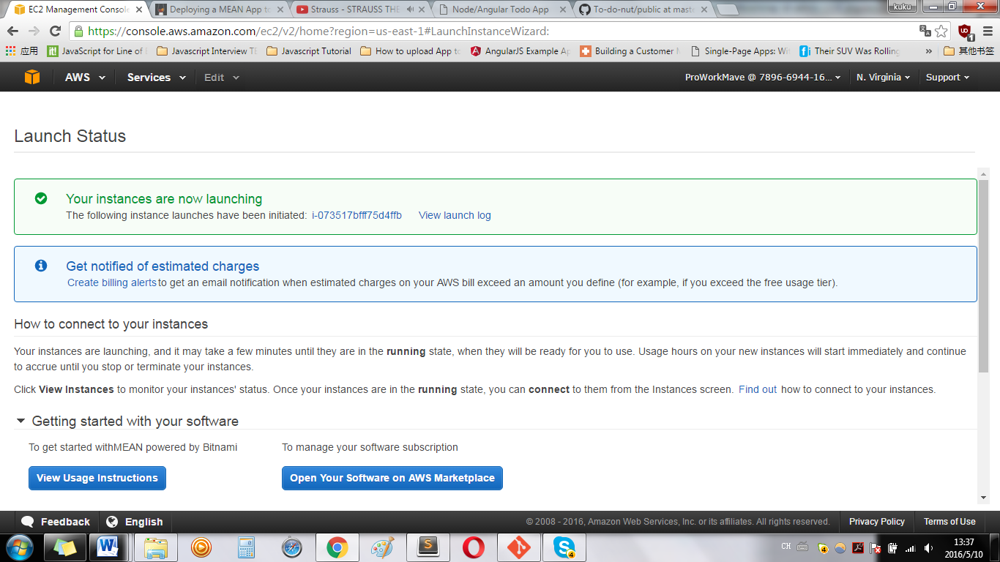 EC2 Management Console
Deploying a MEAN App to
Strauss - STRAUSS THE
Node/Angular Todo App
To-do-nut/public at mast
kuku
https://console.aws.amazon.com/ec2/v2/home?region=us-east-1#LaunchInstanceWizard:
应用
JavaScript for Line of
Javascript Interview TE
Javascript Tutorial
How to upload App to
AngularJS Example Ap
Building a Customer
Single-Page Apps: Wi
Their SUV Was Rolling
»
其他书签
AWS
Services
Edit
ProWorkMave @ 7896-6944-16...
N. Virginia
Support
Launch Status
Your instances are now launching
The following instance launches have been initiated: i-073517bfff75d4ffb View launch log
Get notified of estimated charges
Create billing alerts to get an email notification when estimated charges on your AWS bill exceed an amount you define (for example, if you exceed the free usage tier).
How to connect to your instances
Your instances are launching, and it may take a few minutes until they are in the running state, when they will be ready for you to use. Usage hours on your new instances will start immediately and continue
to accrue until you stop or terminate your instances.
Click View Instances to monitor your instances' status. Once your instances are in the running state, you can connect to them from the Instances screen. Find out how to connect to your instances.
Getting started with your software
To get started withMEAN powered by Bitnami
To manage your software subscription
View Usage Instructions
Open Your Software on AWS Marketplace
Feedback
English
© 2008 - 2016, Amazon Web Services, Inc. or its affiliates. All rights reserved.
Privacy Policy
Terms of Use
CH
13:37
2016/5/10